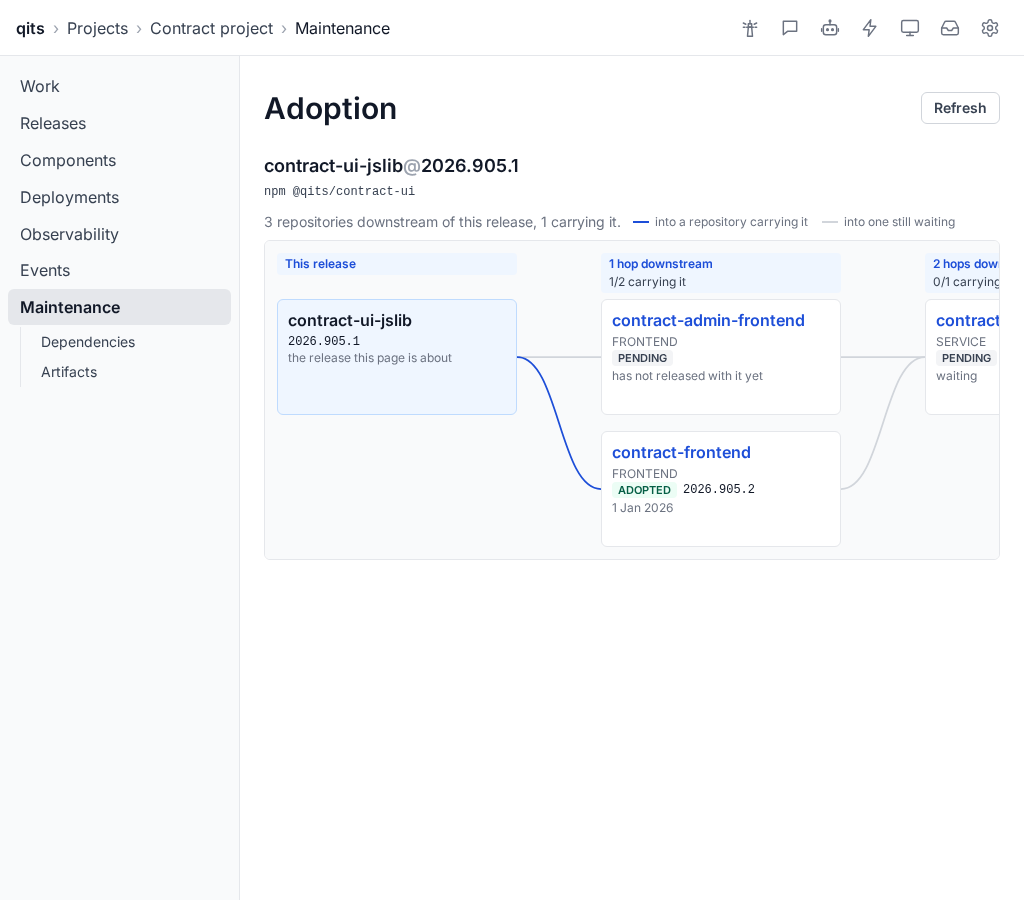 qits › Projects › Contract project › Maintenance
Work
Releases
Components
Deployments
Observability
Events
Maintenance
Dependencies
Artifacts
Adoption
Refresh
contract-ui-jslib@2026.905.1
npm @qits/contract-ui
3 repositories downstream of this release, 1 carrying it.
into a repository carrying it
into one still waiting
This release
contract-ui-jslib
2026.905.1
the release this page is about
1 hop downstream
1/2 carrying it
contract-admin-frontend
FRONTEND
PENDING
has not released with it yet
contract-frontend
FRONTEND
ADOPTED 2026.905.2
1 Jan 2026
2 hops dow
0/1 carrying
contract
SERVICE
PENDING
waiting